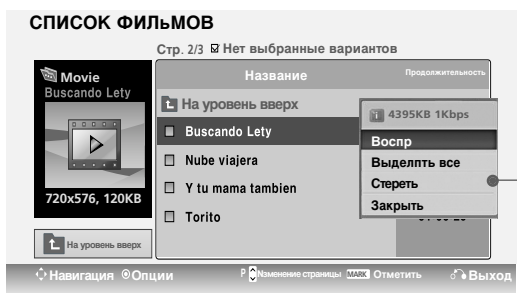 СПИСОК ФИЛЬМОВ
Стр. 2/3 Нет выбранные вариантов
Movie
Buscando Lety
720x576, 120KB
На уровень вверх
Название Продолжительность
На уровень вверх
Buscando Lety
Nube viajera
Y tu mama tambien
Torito
4395KB 1Kbps
Воспр
Выделпть все
Стереть
Закрыть
Навигация Опции P Nзменение страницы MARK Отметить Выход